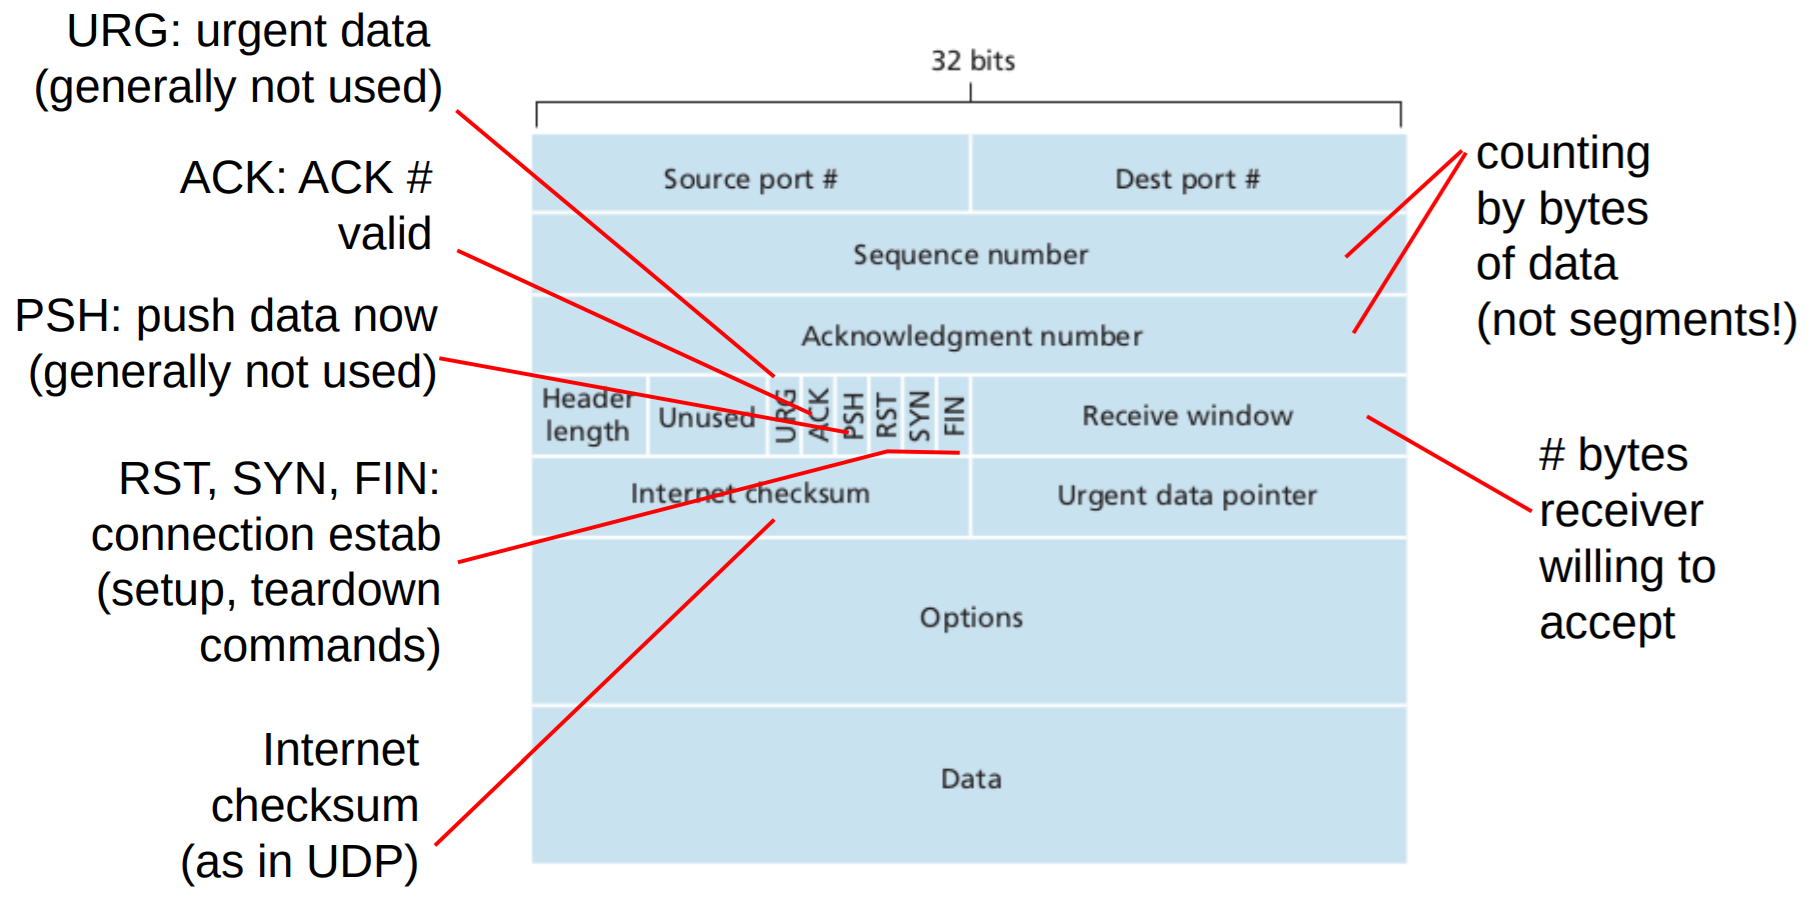 URG: urgent data
(generally not used)
ACK: ACK #
valid
PSH: push data now
(generally not used)
RST, SYN, FIN:
connection estab
(setup, teardown
commands)
Internet
checksum
(as in UDP)
32 bits
Source port #
Dest port #
Sequence number
Acknowledgment number
Header
length
Unused
URG
ACK
PSH
RST
SYN
FIN
Receive window
Internet checksum
Urgent data pointer
Options
Data
counting
by bytes
of data
(not segments!)
# bytes
receiver
willing to
accept